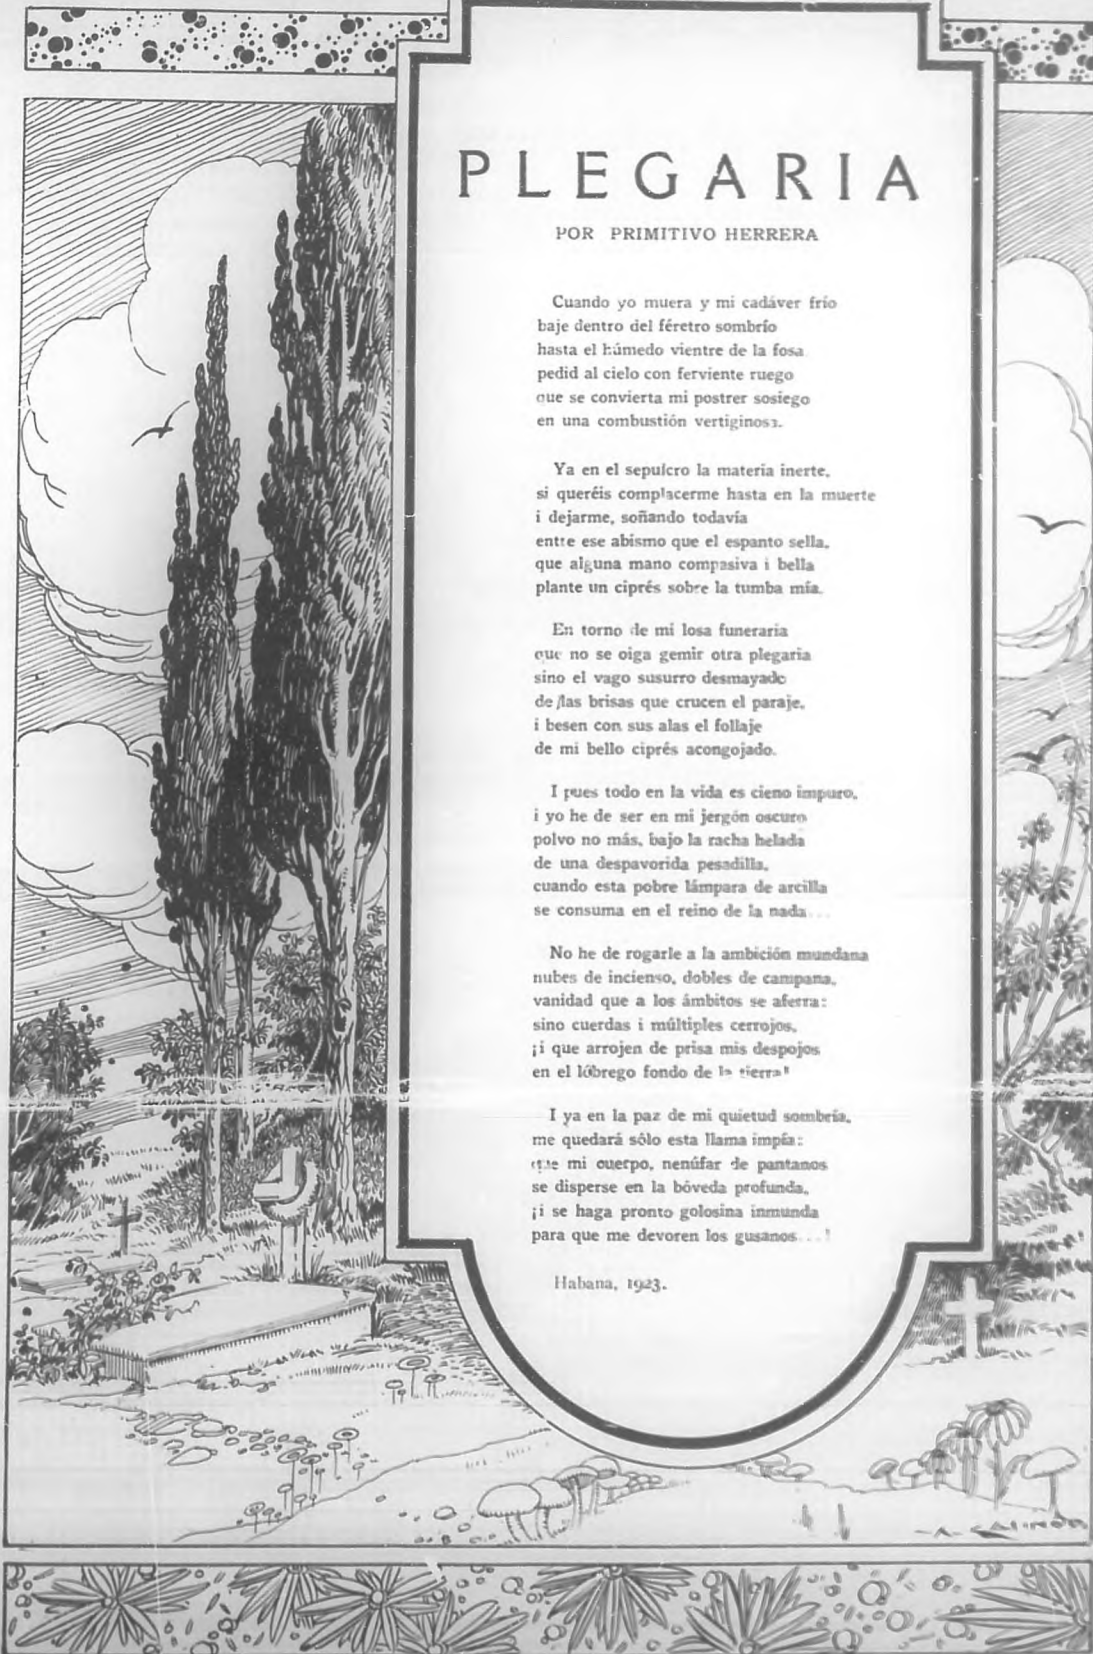 PLEGARIA
POR PRIMITIVO HERRERA
Cuando yo muera y mi cadáver frío
baje dentro del féretro sombrío
hasta el húmedo vientre de la fosa
pedid al cielo con ferviente ruego
que se convierta mi postrer sosiego
en una combustión vertiginosa.
Ya en el sepulcro la materia inerte,
si queréis complacerme hasta en la muerte
i dejarme, soñando todavía
entre ese abismo que el espanto sella,
que alguna mano compasiva i bella
plante un ciprés sobre la tumba mía.
En torno de mi losa funeraria
que no se oiga gemir otra plegaria
sino el vago susurro desmayado
de las brisas que crucen el paraje,
i besen con sus alas el follaje
de mi bello ciprés acongojado.
I pues todo en la vida es cieno impuro,
i yo he de ser en mi jergón oscuro
polvo no más, bajo la racha helada
de una despavorida pesadilla,
cuando esta pobre lámpara de arcilla
se consuma en el reino de la nada...
No he de rogarle a la ambición mundana
nubes de incienso, dobles de campana,
vanidad que a los ámbitos se aferra:
sino cuerdas i múltiples cerrojos,
¡i que arrojen de prisa mis despojos
en el lóbrego fondo de la tierra!
I ya en la paz de mi quietud sombría,
me quedará sólo esta llama impía:
que mi cuerpo, nenúfar de pantanos
se disperse en la bóveda profunda,
¡i se haga pronto golosina inmunda
para que me devoren los gusanos...!
Habana, 1923.